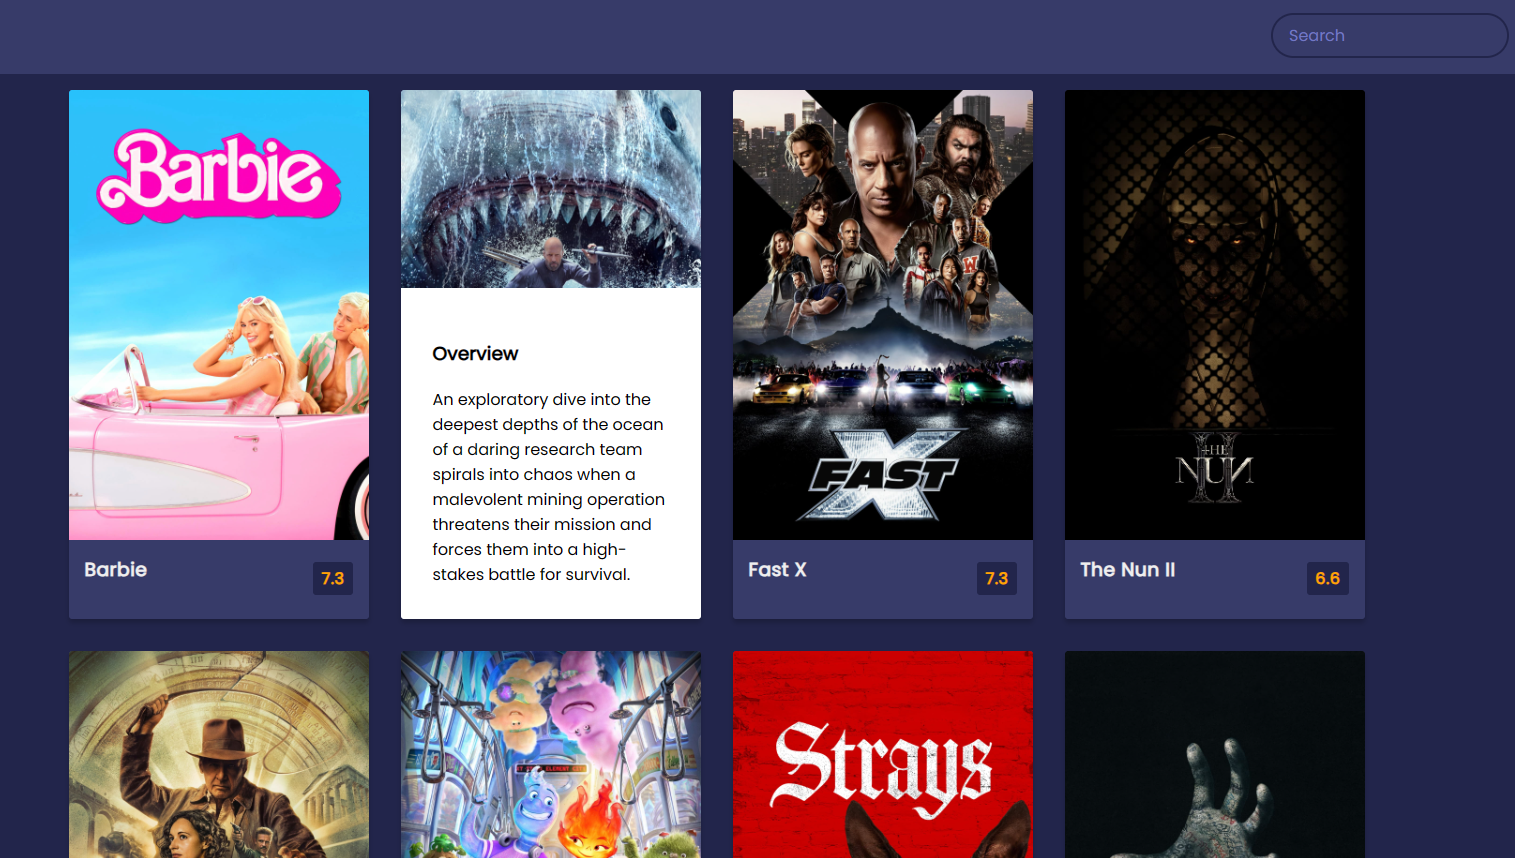 Search
Barbie
Overview
An exploratory dive into the
deepest depths of the ocean
of a daring research team
spirals into chaos when a
malevolent mining operation
threatens their mission and
forces them into a high-
stakes battle for survival.
W
FAST X
THE
NUN
II
Barbie
7.3
Fast X
7.3
The Nun II
6.6
Strays